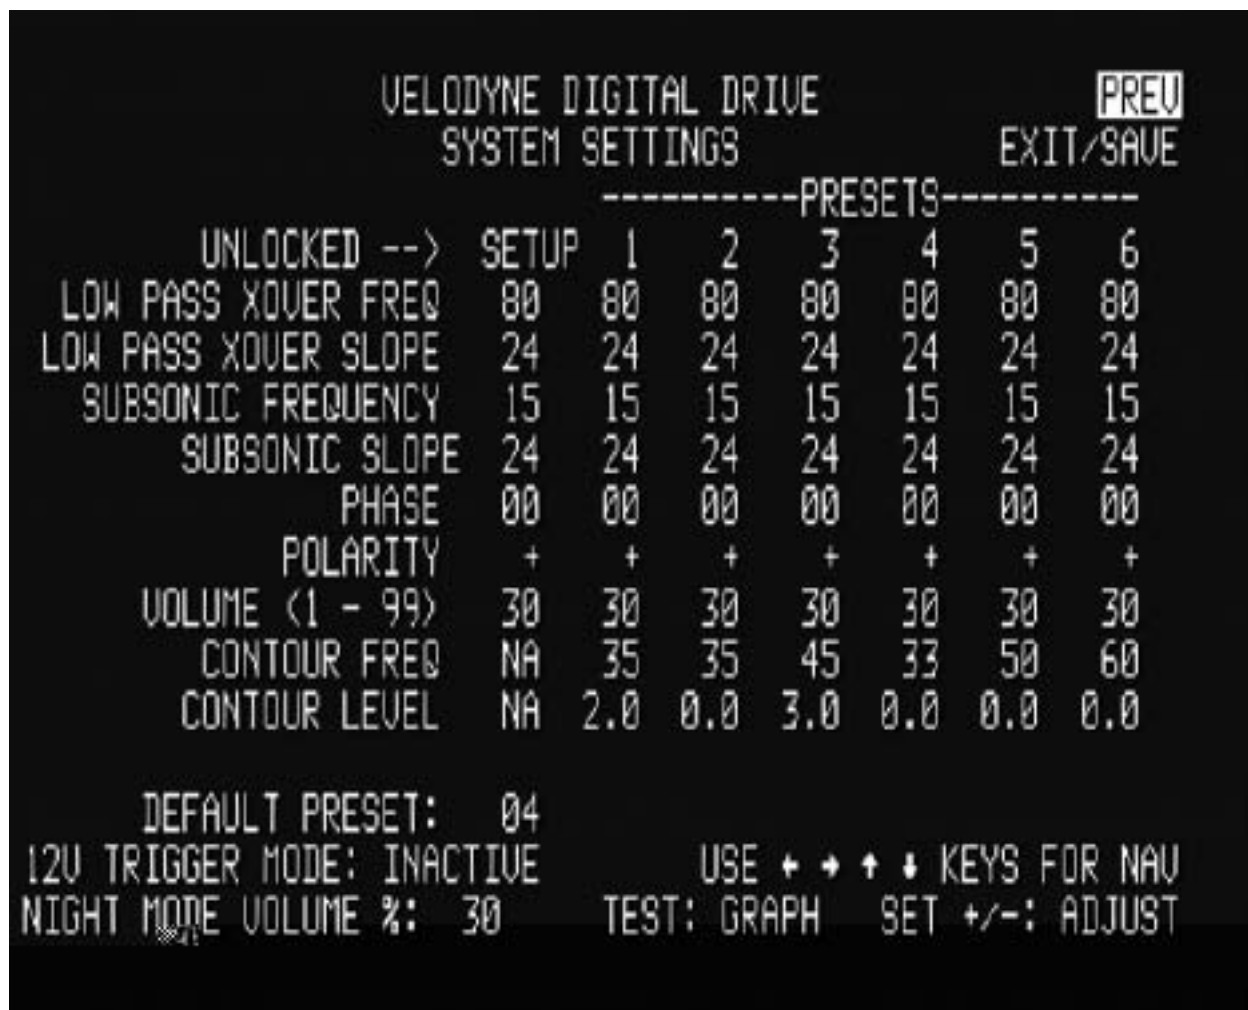 VELODYNE DIGITAL DRIVE PREV
SYSTEM SETTINGS EXIT/SAVE
----------PRESETS----------
UNLOCKED --> SETUP 1 2 3 4 5 6
LOW PASS XOVER FREQ 80 80 80 80 80 80 80
LOW PASS XOVER SLOPE 24 24 24 24 24 24 24
SUBSONIC FREQUENCY 15 15 15 15 15 15 15
SUBSONIC SLOPE 24 24 24 24 24 24 24
PHASE 00 00 00 00 00 00 00
POLARITY + + + + + + +
VOLUME (1 - 99) 30 30 30 30 30 30 30
CONTOUR FREQ NA 35 35 45 33 50 60
CONTOUR LEVEL NA 2.0 0.0 3.0 0.0 0.0 0.0
DEFAULT PRESET: 04
12V TRIGGER MODE: INACTIVE USE ← → ↑ ↓ KEYS FOR NAV
NIGHT MODE VOLUME %: 30 TEST: GRAPH SET +/-: ADJUST